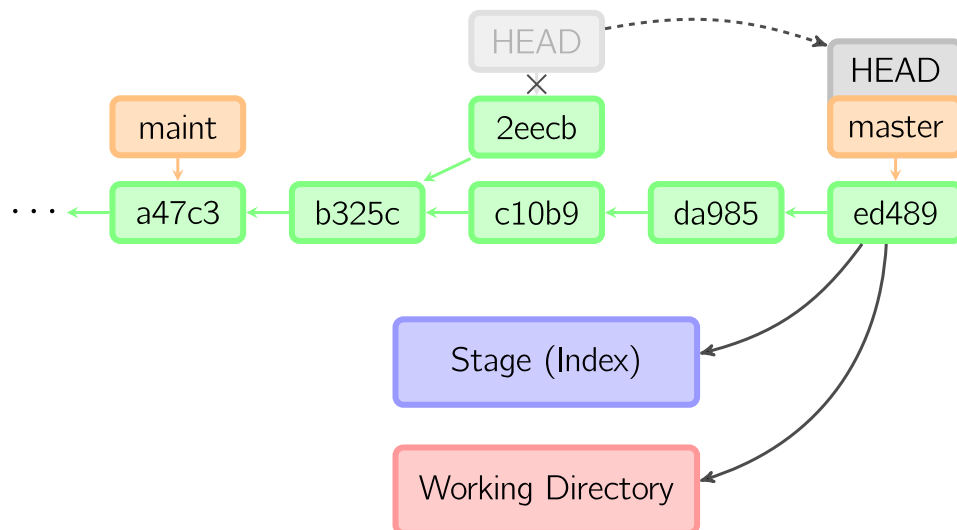 HEAD
HEAD
maint
2eecb
master
...
a47c3
b325c
c10b9
da985
ed489
Stage (Index)
Working Directory